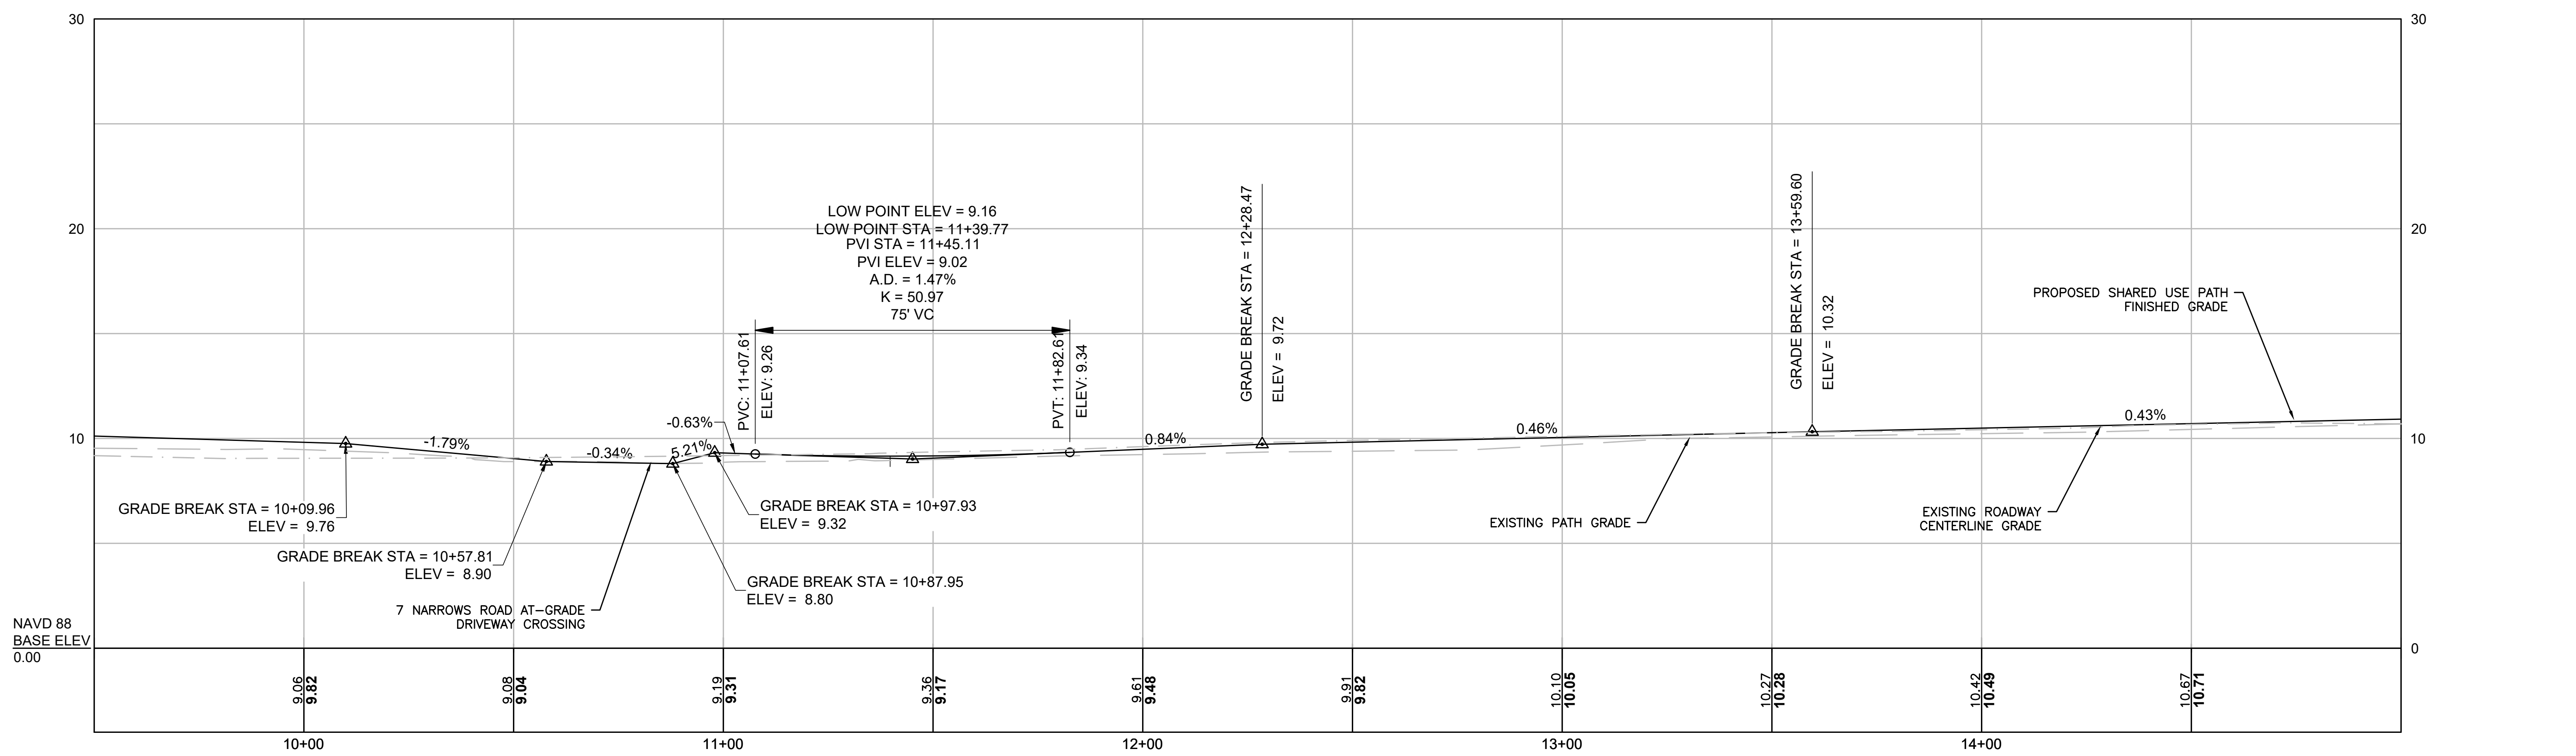 30
30
LOW POINT ELEV = 9.16
LOW POINT STA = 11+39.77
PVI STA = 11+45.11
PVI ELEV = 9.02
A.D. = 1.47%
K = 50.97
75' VC
GRADE BREAK STA = 12+28.47
ELEV = 9.72
GRADE BREAK STA = 13+59.60
ELEV = 10.32
20
20
PROPOSED SHARED USE PATH
FINISHED GRADE
PVC: 11+07.61
ELEV: 9.26
PVT: 11+82.61
ELEV: 9.34
10
10
-1.79%
-0.34%
5.21%
-0.63%
0.84%
0.46%
0.43%
GRADE BREAK STA = 10+09.96
ELEV = 9.76
GRADE BREAK STA = 10+97.93
ELEV = 9.32
EXISTING PATH GRADE
EXISTING ROADWAY
CENTERLINE GRADE
GRADE BREAK STA = 10+57.81
ELEV = 8.90
GRADE BREAK STA = 10+87.95
ELEV = 8.80
7 NARROWS ROAD AT-GRADE
DRIVEWAY CROSSING
NAVD 88
BASE ELEV
0.00
0
9.06
9.82
9.08
9.04
9.19
9.31
9.36
9.17
9.61
9.48
9.91
9.82
10.10
10.05
10.27
10.28
10.42
10.49
10.67
10.71
10+00
11+00
12+00
13+00
14+00